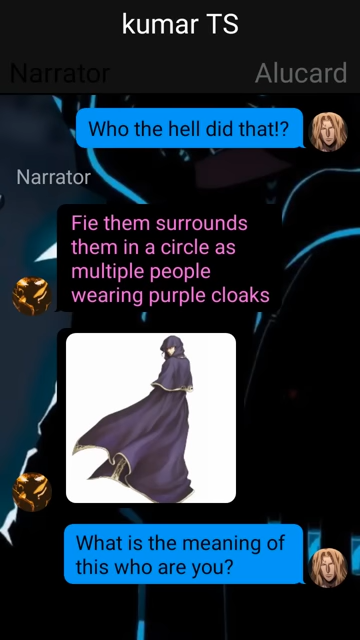 kumar TS
Narrator
Alucard
Who the hell did that!?
Narrator
Fie them surrounds
them in a circle as
multiple people
wearing purple cloaks
What is the meaning of
this who are you?